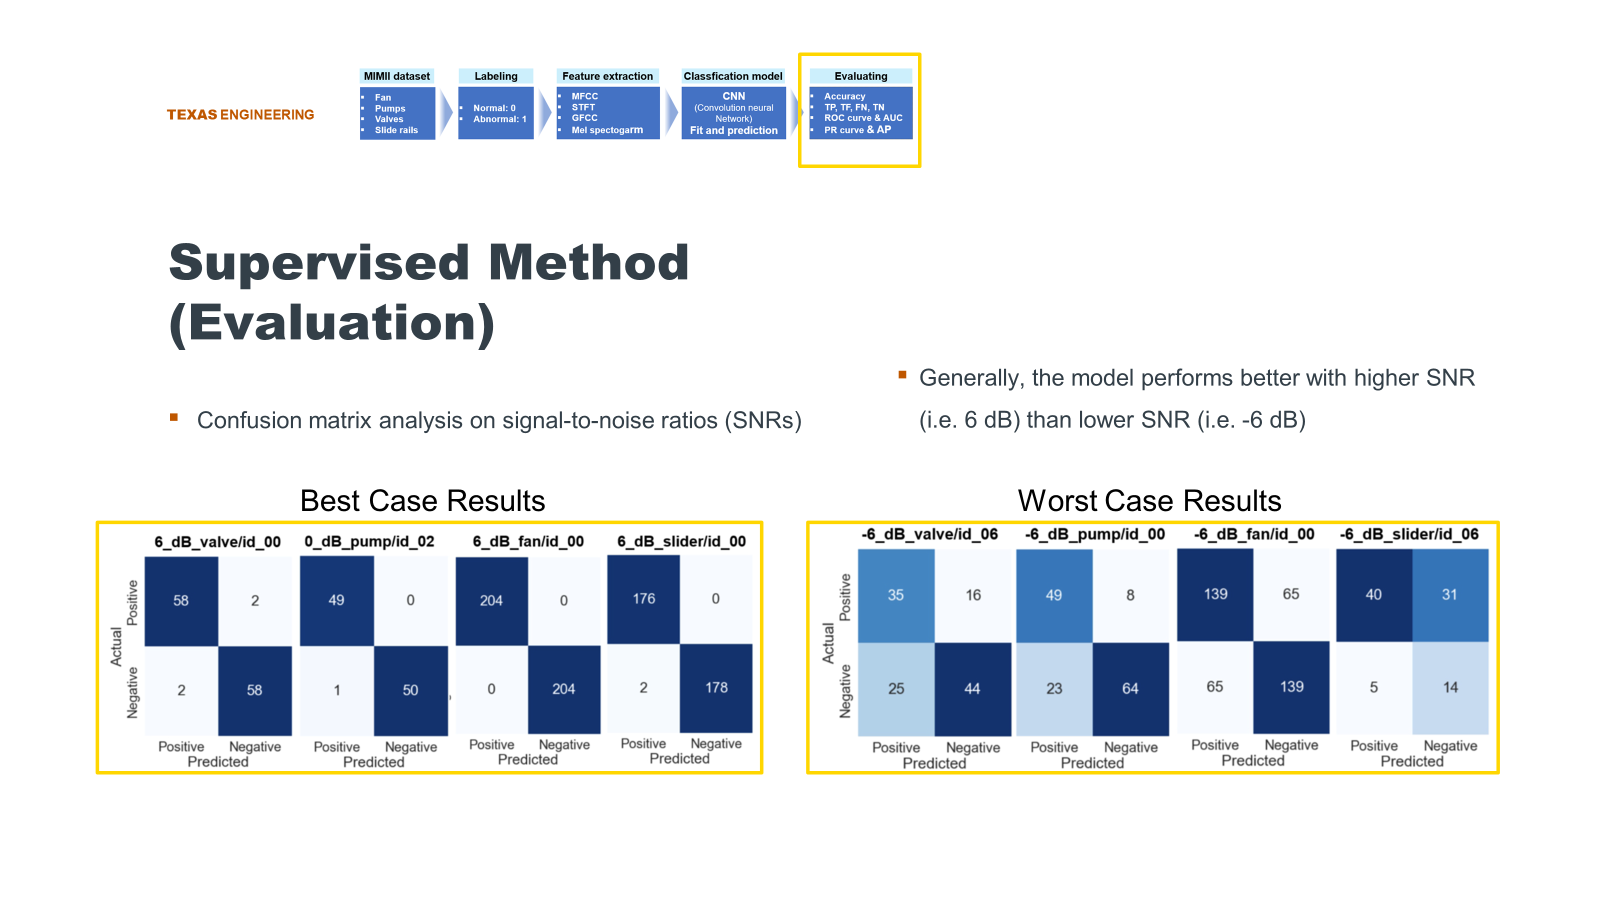 TEXAS ENGINEERING
MIMII dataset
Fan
Pumps
Valves
Slide rails
Labeling
Normal: 0
Abnormal: 1
Feature extraction
MFCC
STFT
GFCC
Mel spectogarm
Classfication model
CNN
(Convolution neural
Network)
Fit and prediction
Evaluating
Accuracy
TP, TF, FN, TN
ROC curve & AUC
PR curve & AP
Supervised Method
(Evaluation)
Confusion matrix analysis on signal-to-noise ratios (SNRs)
Generally, the model performs better with higher SNR
(i.e. 6 dB) than lower SNR (i.e. -6 dB)
Best Case Results
6_dB_valve/id_00 0_dB_pump/id_02 6_dB_fan/id_00 6_dB_slider/id_00
Actual
Positive
Negative
58 2 49 0 204 0 176 0
2 58 1 50 0 204 2 178
Positive Negative Positive Negative Positive Negative Positive Negative
Predicted Predicted Predicted Predicted
Worst Case Results
-6_dB_valve/id_06 -6_dB_pump/id_00 -6_dB_fan/id_00 -6_dB_slider/id_06
Actual
Positive
Negative
35 16 49 8 139 65 40 31
25 44 23 64 65 139 5 14
Positive Negative Positive Negative Positive Negative Positive Negative
Predicted Predicted Predicted Predicted